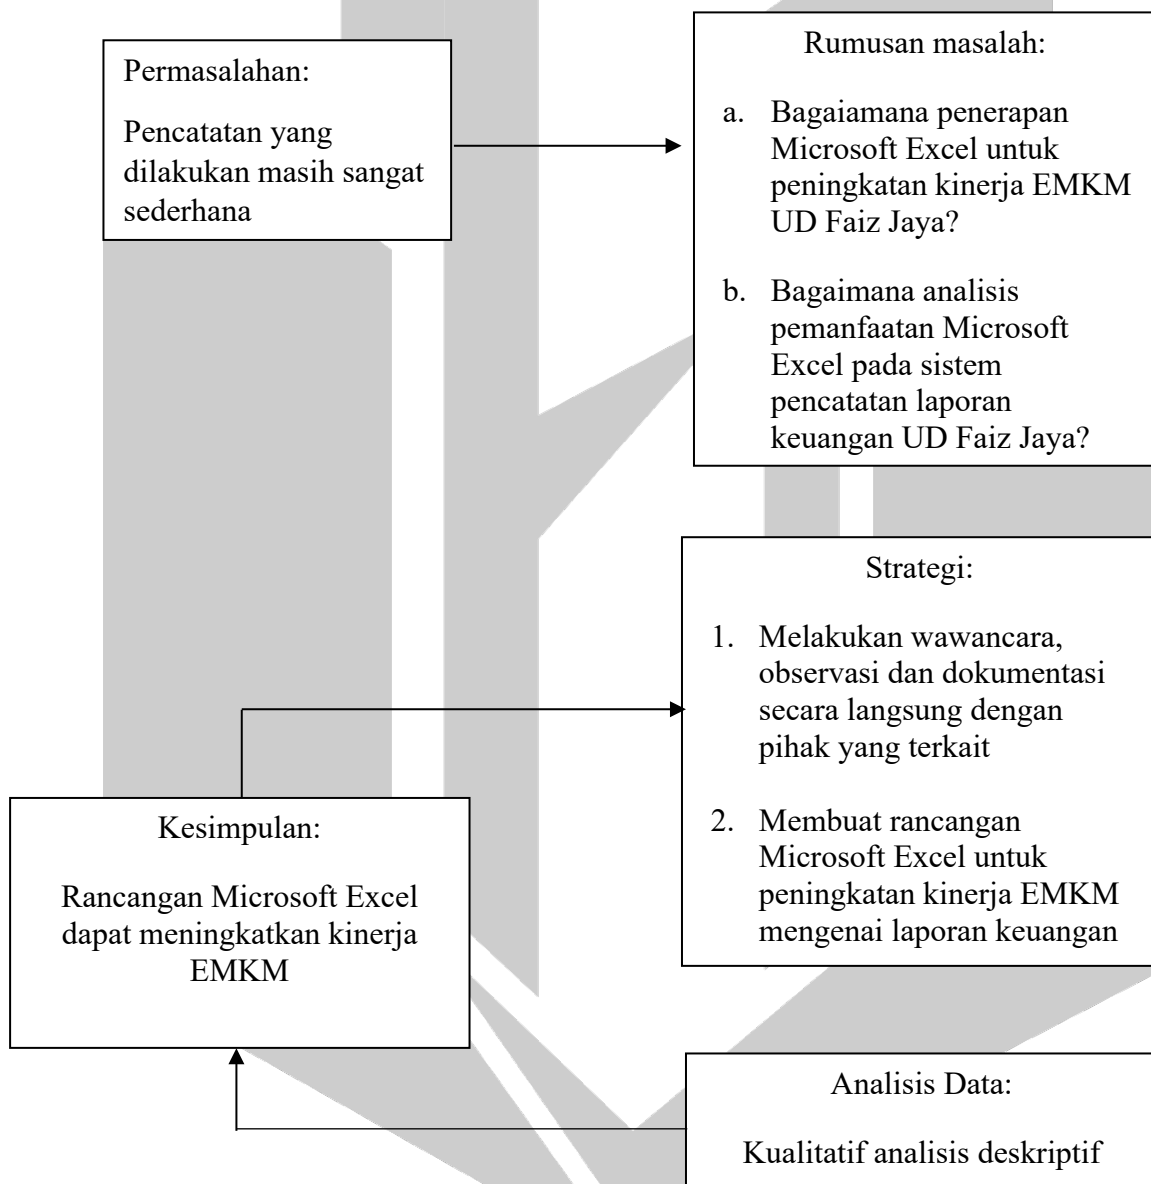 Permasalahan:
Pencatatan yang
dilakukan masih sangat
sederhana
Rumusan masalah:
a. Bagaiamana penerapan
Microsoft Excel untuk
peningkatan kinerja EMKM
UD Faiz Jaya?
b. Bagaimana analisis
pemanfaatan Microsoft
Excel pada sistem
pencatatan laporan
keuangan UD Faiz Jaya?
Strategi:
1. Melakukan wawancara,
observasi dan dokumentasi
secara langsung dengan
pihak yang terkait
2. Membuat rancangan
Microsoft Excel untuk
peningkatan kinerja EMKM
mengenai laporan keuangan
Kesimpulan:
Rancangan Microsoft Excel
dapat meningkatkan kinerja
EMKM
Analisis Data:
Kualitatif analisis deskriptif